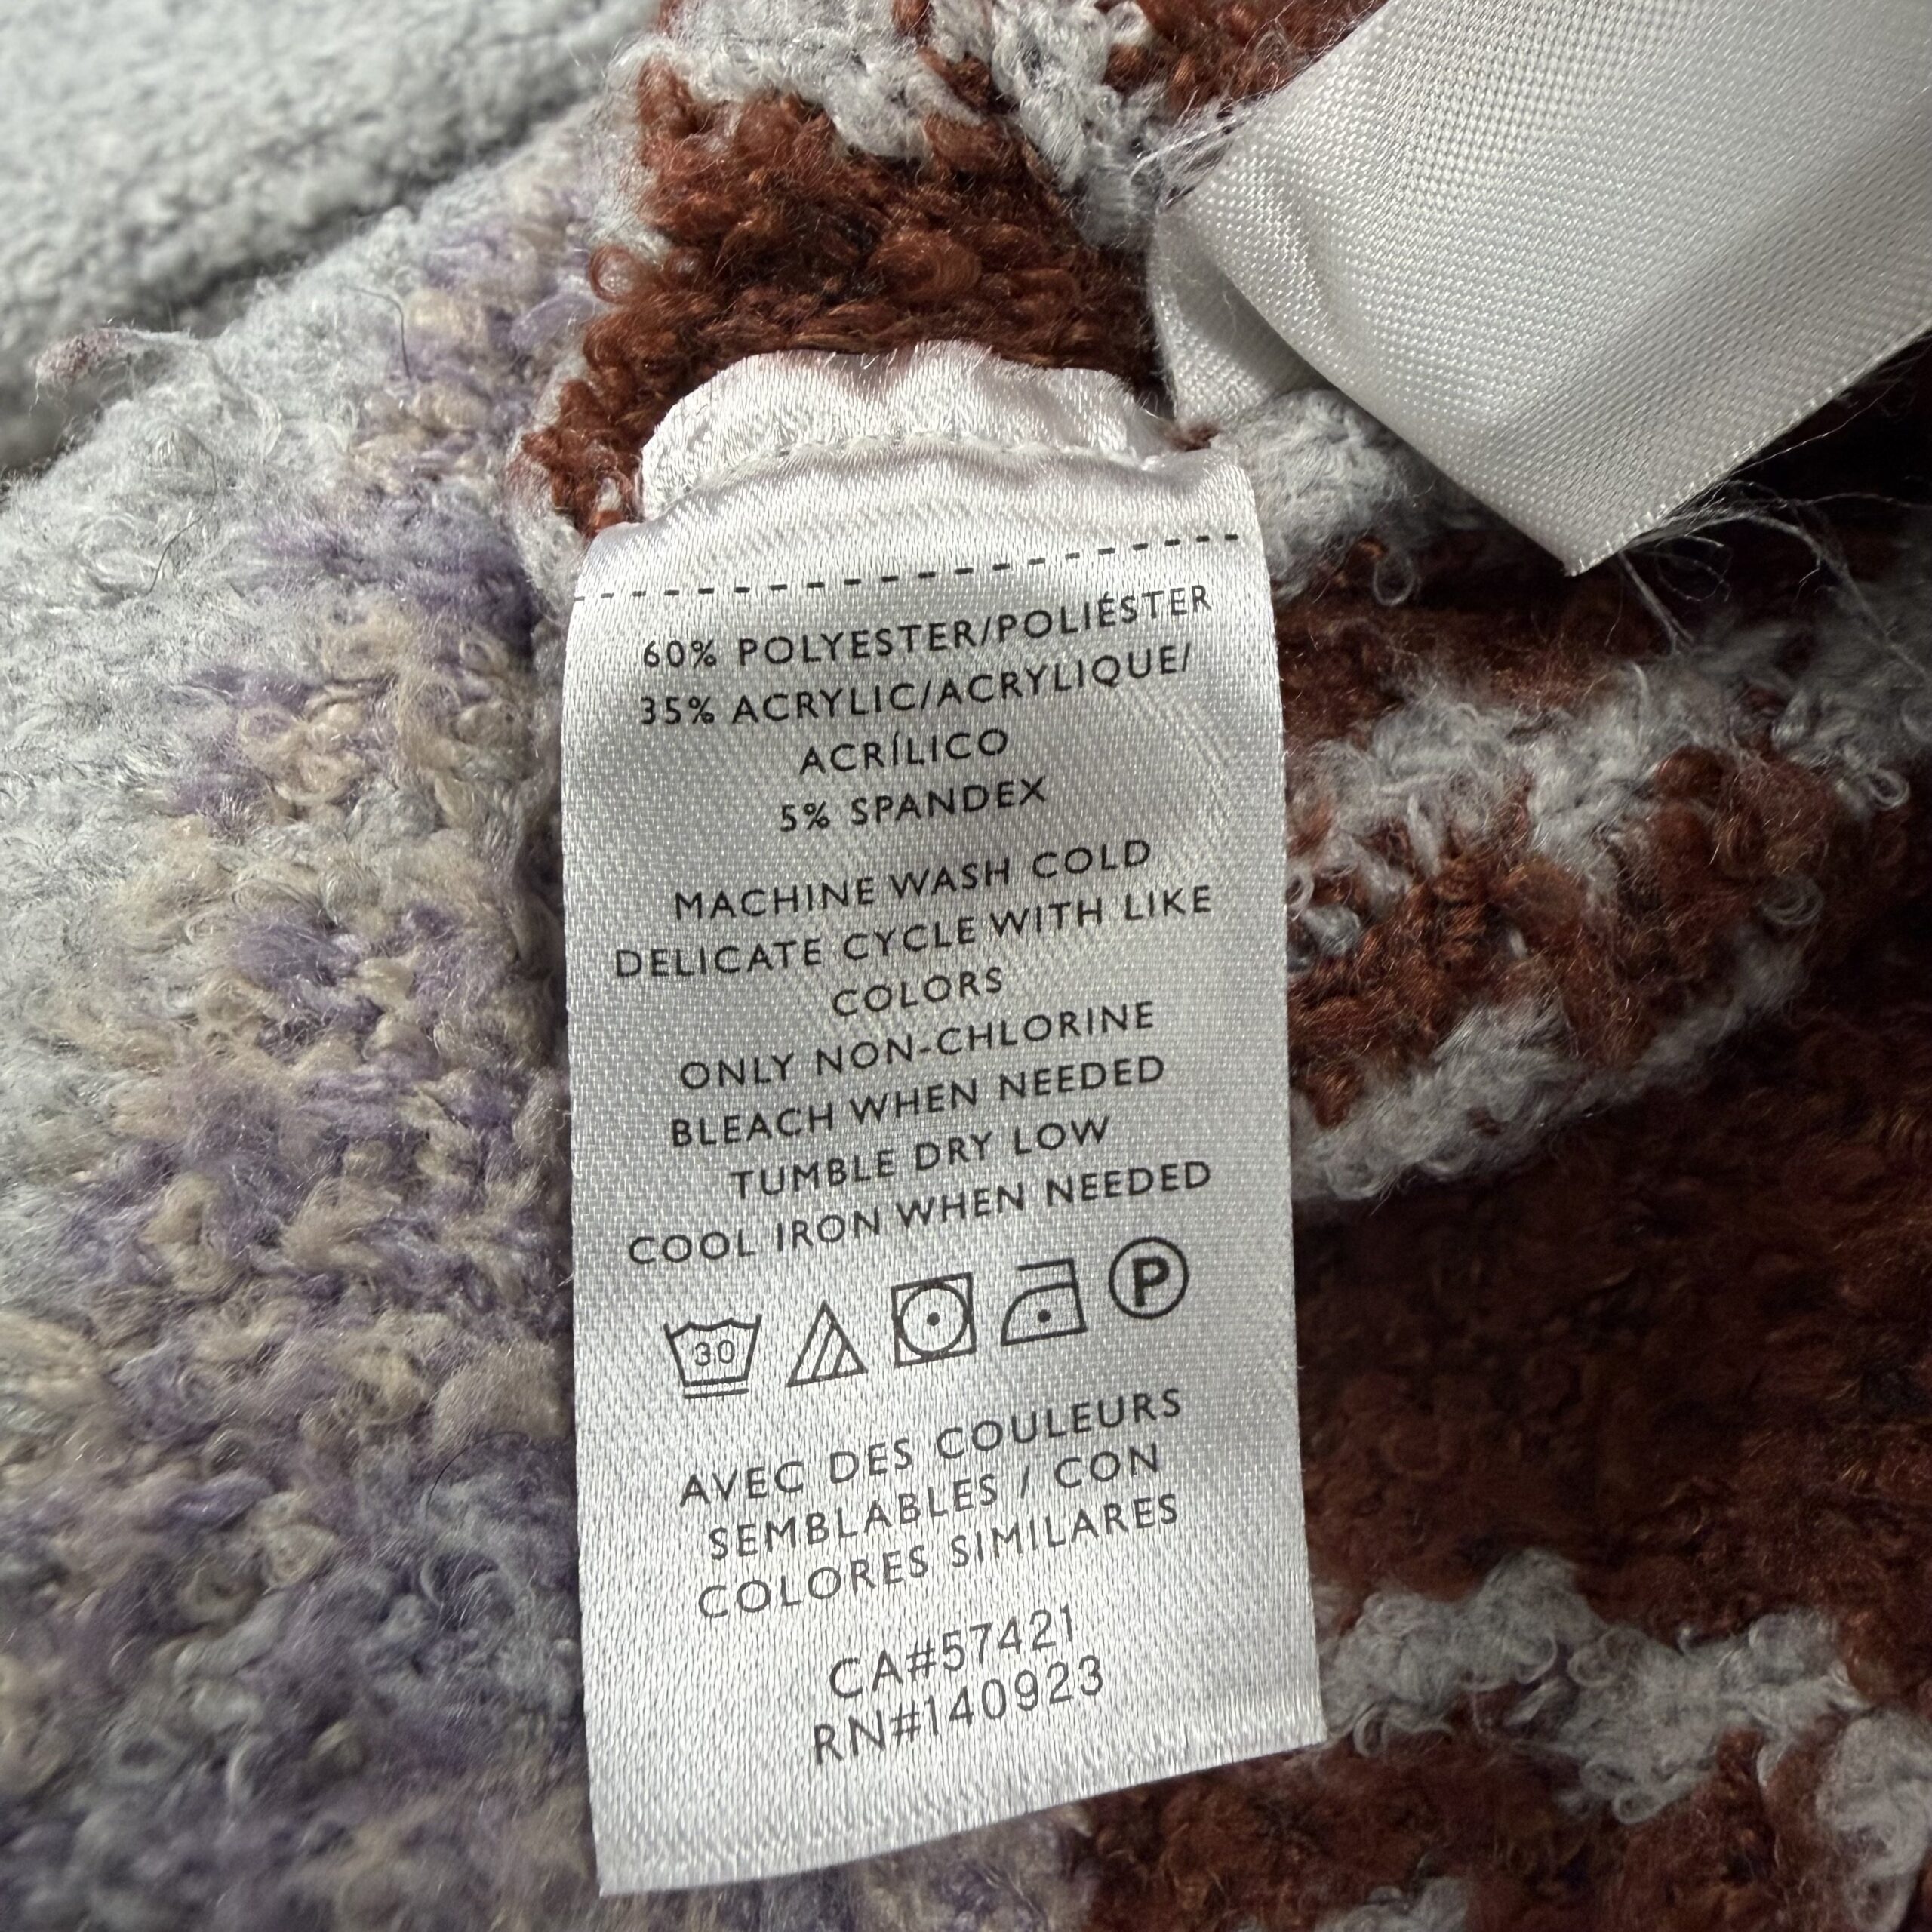 60% POLYESTER/POLIÉSTER
35% ACRYLIC/ACRYLIQUE/
ACRÍLICO
5% SPANDEX
MACHINE WASH COLD
DELICATE CYCLE WITH LIKE
COLORS
ONLY NON-CHLORINE
BLEACH WHEN NEEDED
TUMBLE DRY LOW
COOL IRON WHEN NEEDED
30 P
AVEC DES COULEURS
SEMBLABLES / CON
COLORES SIMILARES
CA#57421
RN#140923